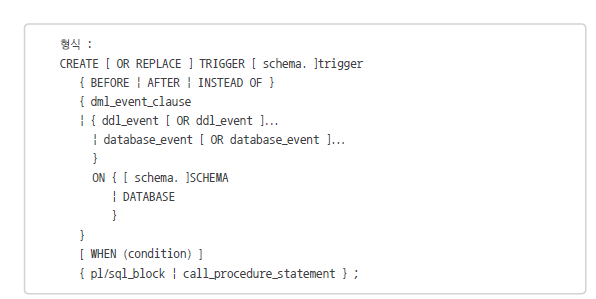 형식 :
CREATE [ OR REPLACE ] TRIGGER [ schema. ]trigger
{ BEFORE ¦ AFTER ¦ INSTEAD OF }
{ dml_event_clause
¦ { ddl_event [ OR ddl_event ]...
¦ database_event [ OR database_event ]...
}
ON { [ schema. ]SCHEMA
¦ DATABASE
}
}
[ WHEN (condition) ]
{ pl/sql_block ¦ call_procedure_statement } ;